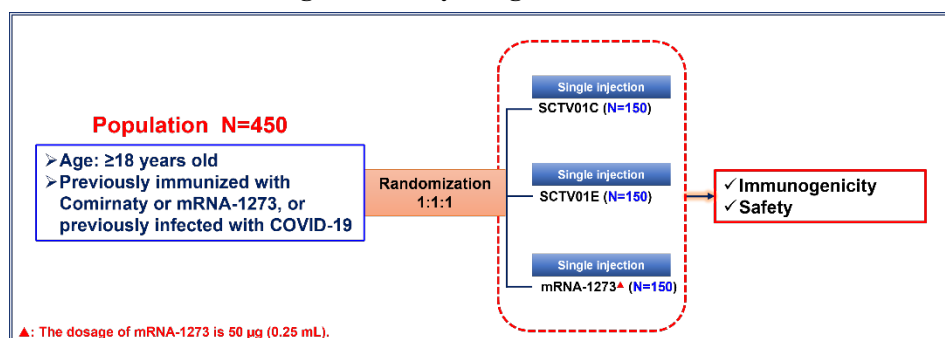 Population N=450
➢Age: ≥18 years old
➢Previously immunized with
Comirnaty or mRNA-1273, or
previously infected with COVID-19
Randomization
1:1:1
Single injection
SCTV01C (N=150)
Single injection
SCTV01E (N=150)
Single injection
mRNA-1273▲ (N=150)
✓Immunogenicity
✓Safety
▲: The dosage of mRNA-1273 is 50 µg (0.25 mL).